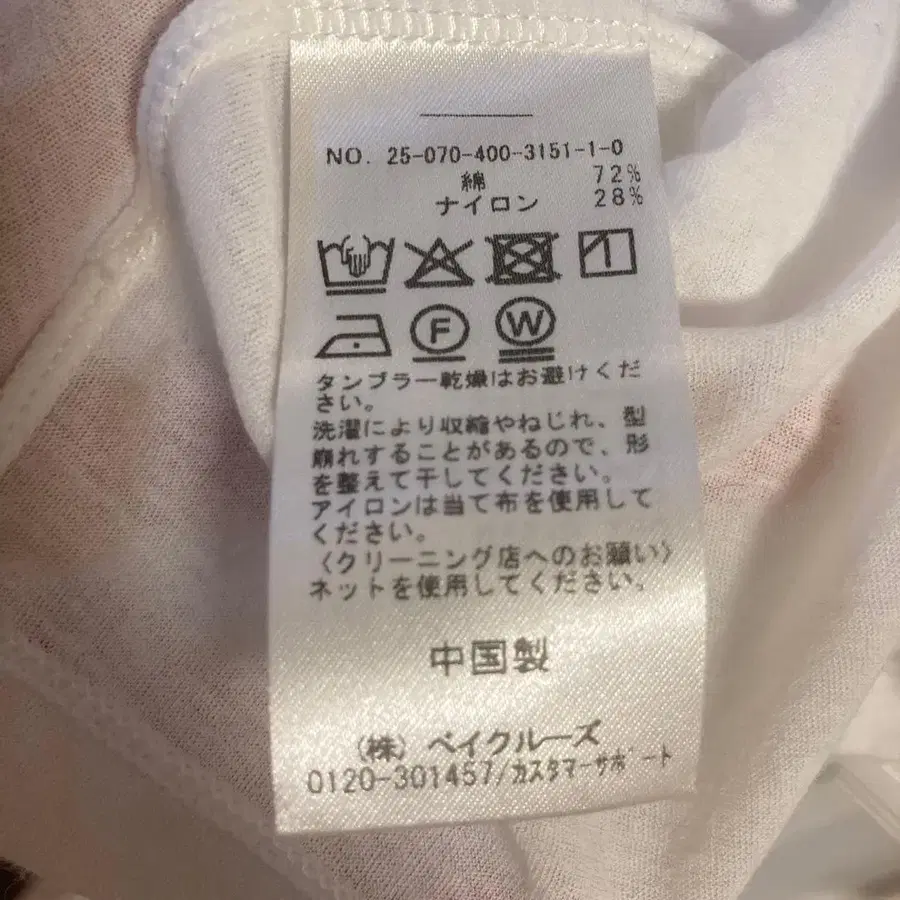 NO. 25-070-400-3151-1-0
綿 72%
ナイロン 28%
F W
タンブラー乾燥はお避けくだ
さい。
洗濯により収縮やねじれ、型
崩れすることがあるので、形
を整えて干してください。
アイロンは当て布を使用して
ください。
〈クリーニング店へのお願い〉
ネットを使用してください。
中国製
(株) ベイクルーズ
0120-301457/カスタマーサポート